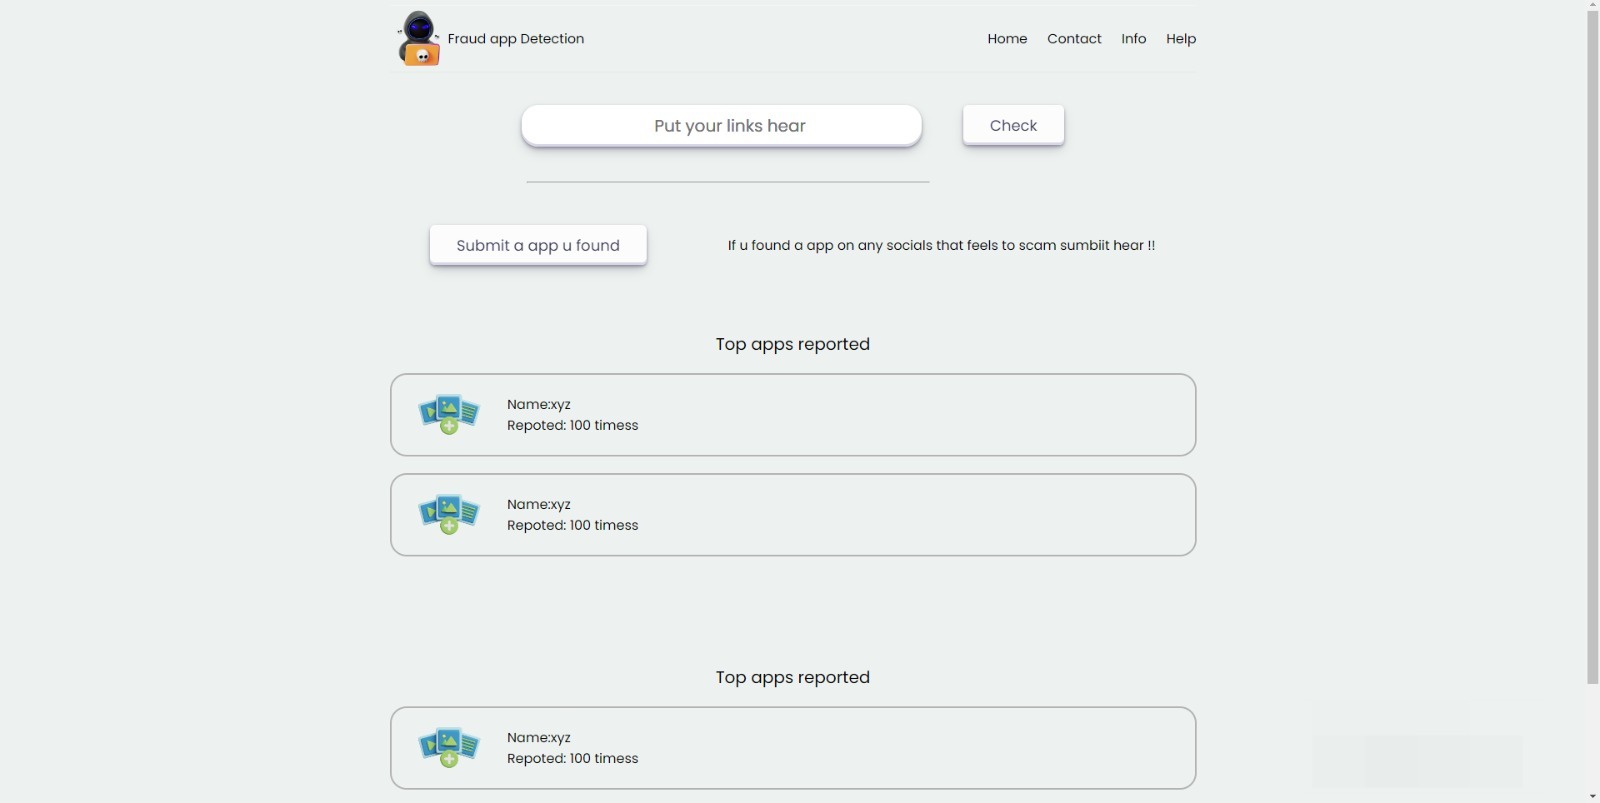 Fraud app Detection
Home Contact Info Help
Put your links hear
Check
Submit a app u found
If u found a app on any socials that feels to scam sumbiit hear !!
Top apps reported
Name:xyz
Repoted: 100 timess
Name:xyz
Repoted: 100 timess
Top apps reported
Name:xyz
Repoted: 100 timess